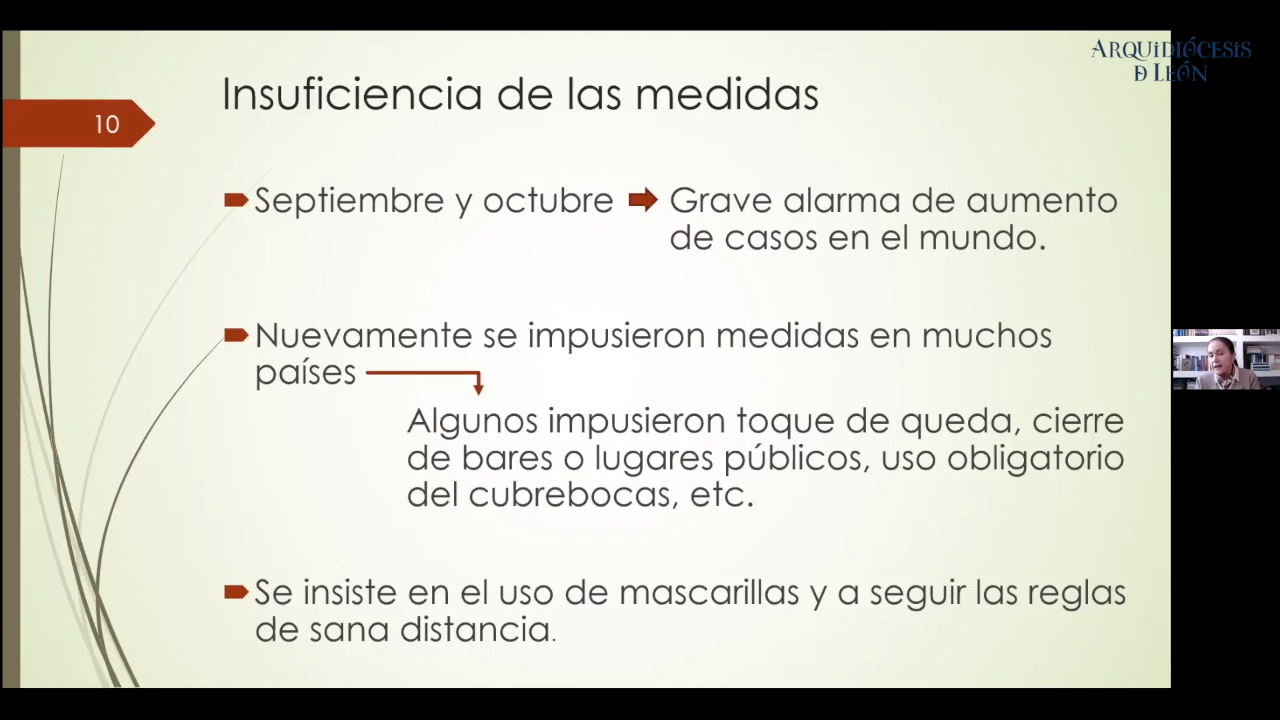 ARQUiDIÓCESIS
D LEÓN
Insuficiencia de las medidas
10
Septiembre y octubre
Grave alarma de aumento
de casos en el mundo.
Nuevamente se impusieron medidas en muchos
países
Algunos impusieron toque de queda, cierre
de bares o lugares públicos, uso obligatorio
del cubrebocas, etc.
Se insiste en el uso de mascarillas y a seguir las reglas
de sana distancia.